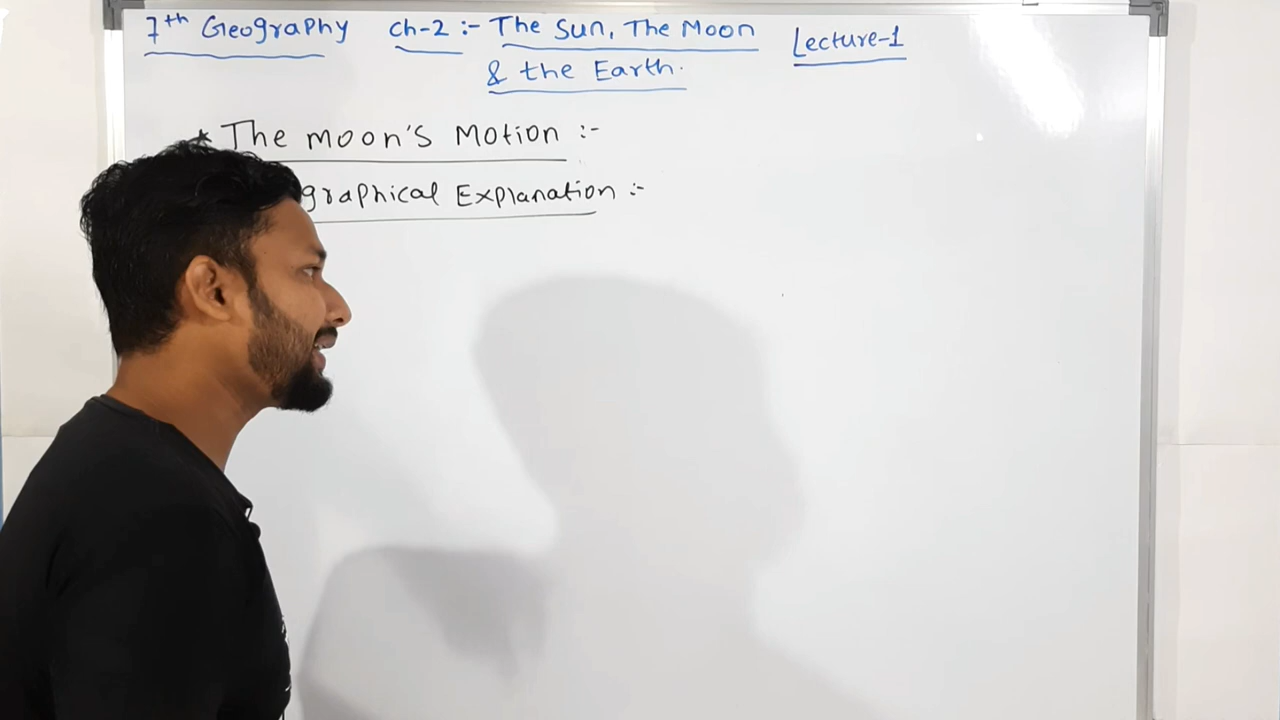 7th Geography Ch-2 :- The Sun, The Moon & the Earth. Lecture-1
* The moon's Motion :-
graphical Explanation :-